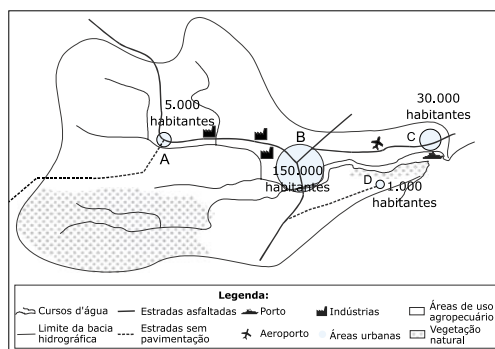 5.000
habitantes
30.000
habitantes
A
B
C
150.000
habitantes
D
1.000
habitantes
Legenda:
Cursos d'água
Estradas asfaltadas
Porto
Indústrias
Áreas de uso
agropecuário
Limite da bacia
hidrográfica
Estradas sem
pavimentação
Aeroporto
Áreas urbanas
Vegetação
natural